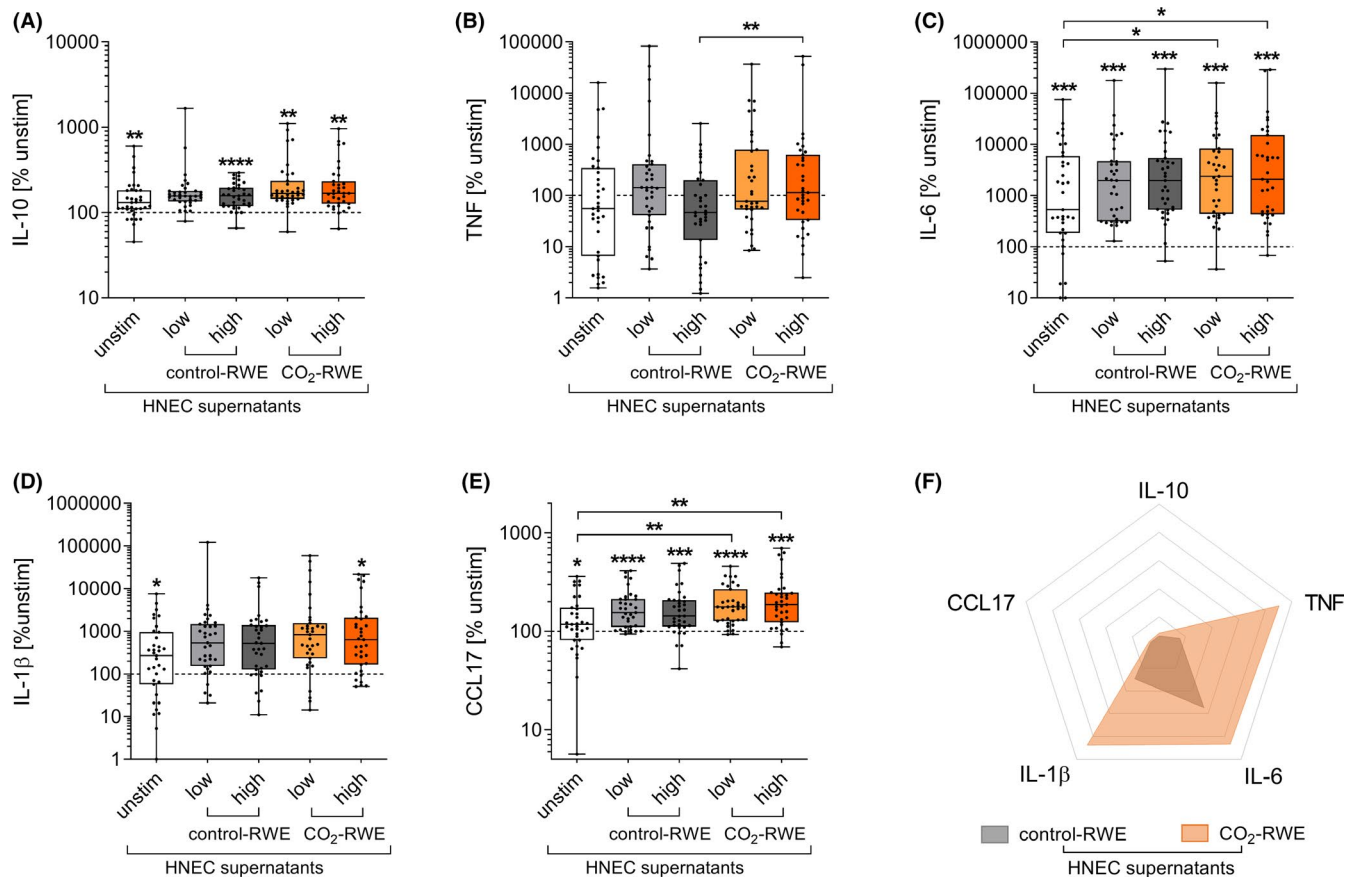 (A)
IL-10 [% unstim]
10000
1000
100
10
**
****
**
**
unstim
low
high
low
high
control-RWE
CO₂-RWE
HNEC supernatants
(B)
TNF [% unstim]
100000
10000
1000
100
10
1
**
unstim
low
high
low
high
control-RWE
CO₂-RWE
HNEC supernatants
(C)
IL-6 [% unstim]
1000000
100000
10000
1000
100
10
*
*
***
***
***
***
***
unstim
low
high
low
high
control-RWE
CO₂-RWE
HNEC supernatants
(D)
IL-1β [%unstim]
1000000
100000
10000
1000
100
10
1
*
*
unstim
low
high
low
high
control-RWE
CO₂-RWE
HNEC supernatants
(E)
CCL17 [% unstim]
1000
100
10
**
**
*
****
***
****
***
unstim
low
high
low
high
control-RWE
CO₂-RWE
HNEC supernatants
(F)
IL-10
CCL17
TNF
IL-1β
IL-6
control-RWE
CO₂-RWE
HNEC supernatants